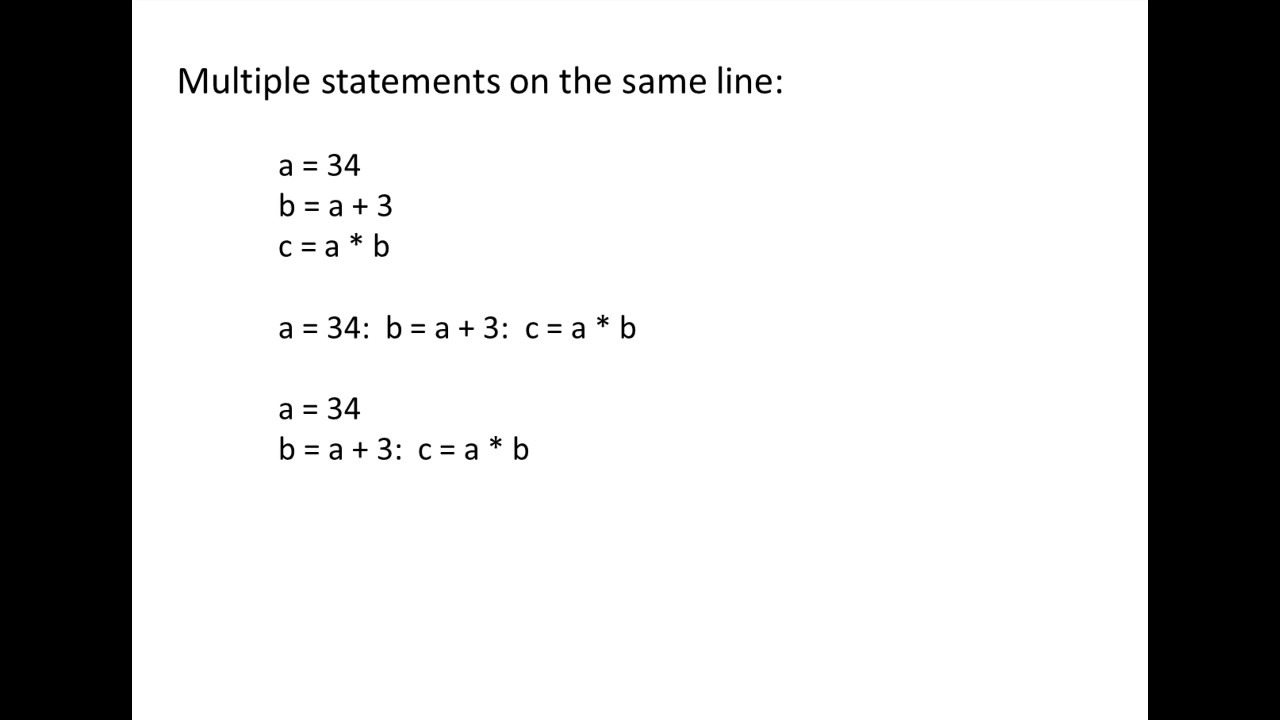 Multiple statements on the same line:
a = 34
b = a + 3
c = a * b
a = 34:  b = a + 3:  c = a * b
a = 34
b = a + 3:  c = a * b